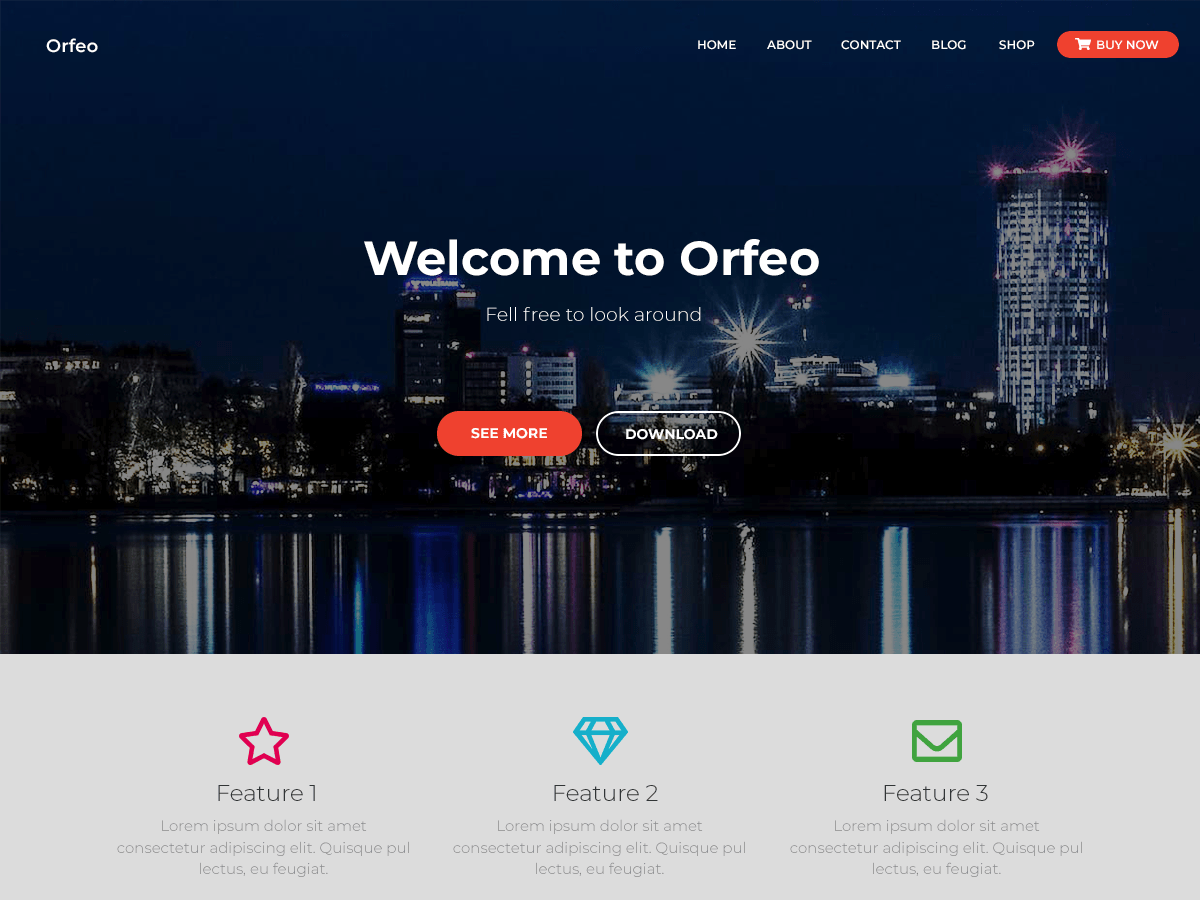 Orfeo
HOME ABOUT CONTACT BLOG SHOP BUY NOW
Welcome to Orfeo
VOLKSBANK
Fell free to look around
SEE MORE DOWNLOAD
Feature 1 Feature 2 Feature 3
Lorem ipsum dolor sit amet
consectetur adipiscing elit. Quisque pul
lectus, eu feugiat.
Lorem ipsum dolor sit amet
consectetur adipiscing elit. Quisque pul
lectus, eu feugiat.
Lorem ipsum dolor sit amet
consectetur adipiscing elit. Quisque pul
lectus, eu feugiat.